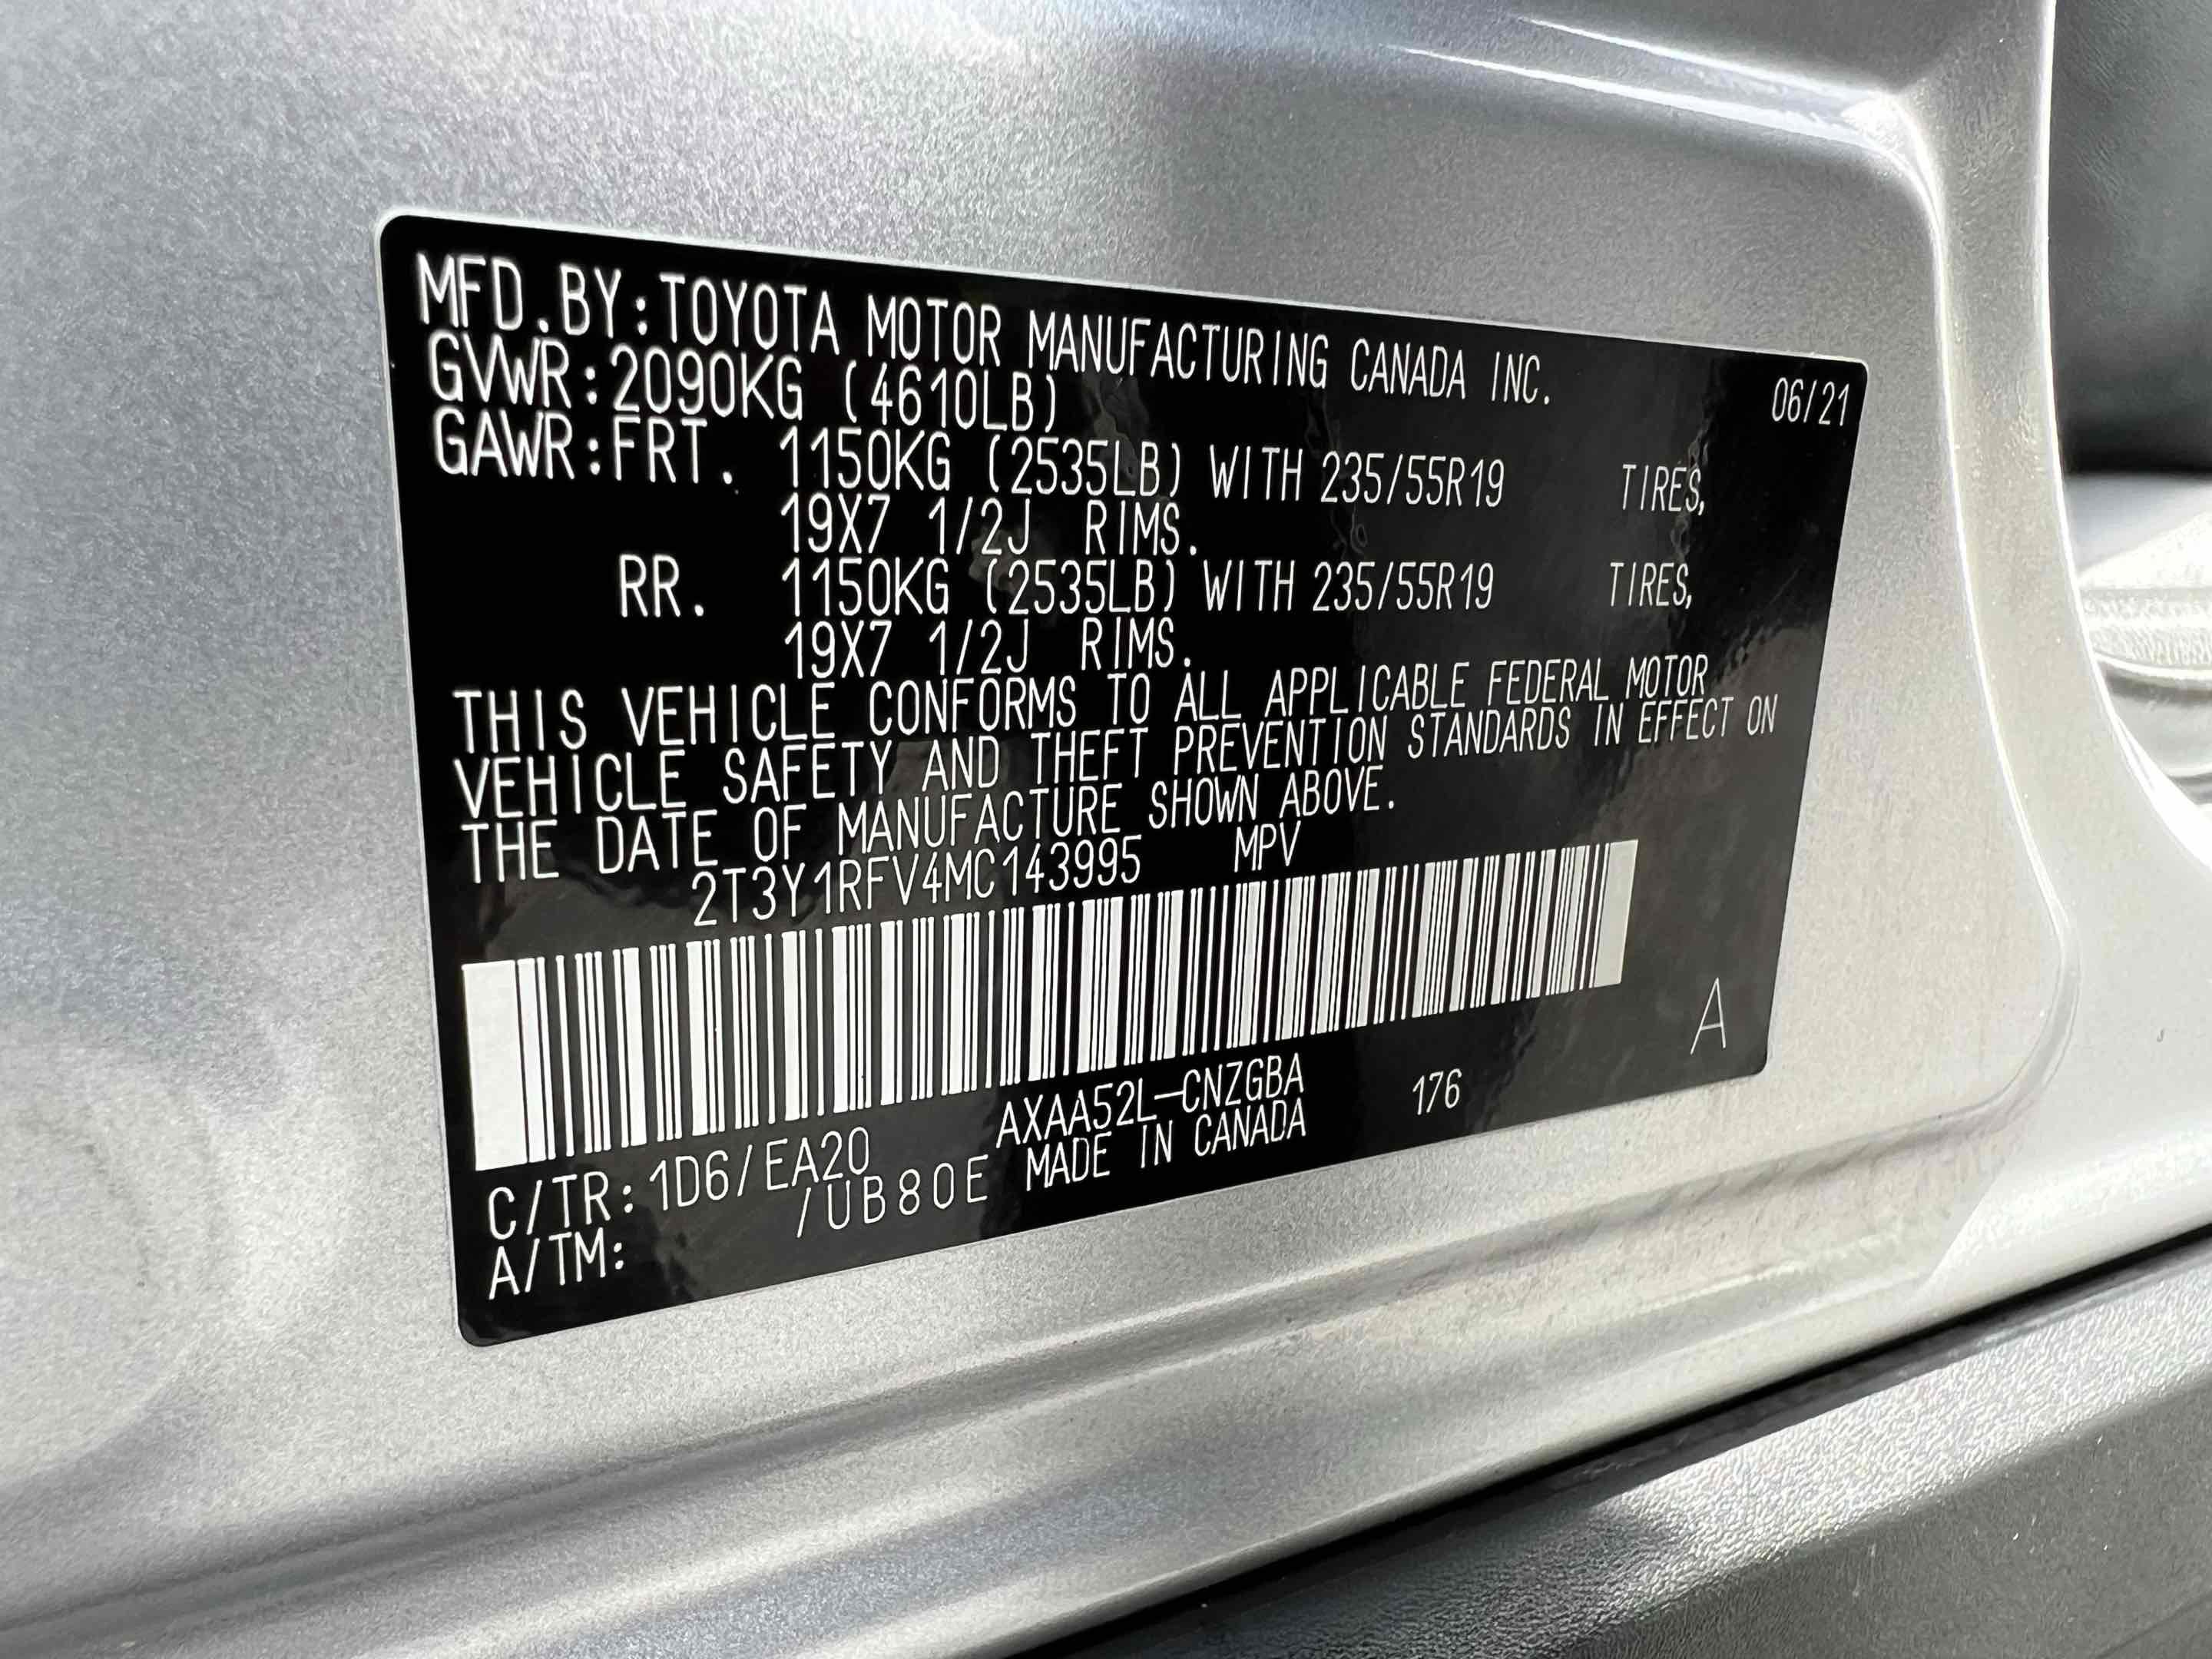 MFD.BY:TOYOTA MOTOR MANUFACTURING CANADA INC. 06/21
GVWR:2090KG (4610LB)
GAWR:FRT. 1150KG (2535LB) WITH 235/55R19 TIRES,
19X7 1/2J RIMS.
RR. 1150KG (2535LB) WITH 235/55R19 TIRES,
19X7 1/2J RIMS.
THIS VEHICLE CONFORMS TO ALL APPLICABLE FEDERAL MOTOR
VEHICLE SAFETY AND THEFT PREVENTION STANDARDS IN EFFECT ON
THE DATE OF MANUFACTURE SHOWN ABOVE.
2T3Y1RFV4MC143995 MPV
A
AXAA52L-CNZGBA 176
C/TR:1D6/EA20 MADE IN CANADA
A/TM: /UB80E